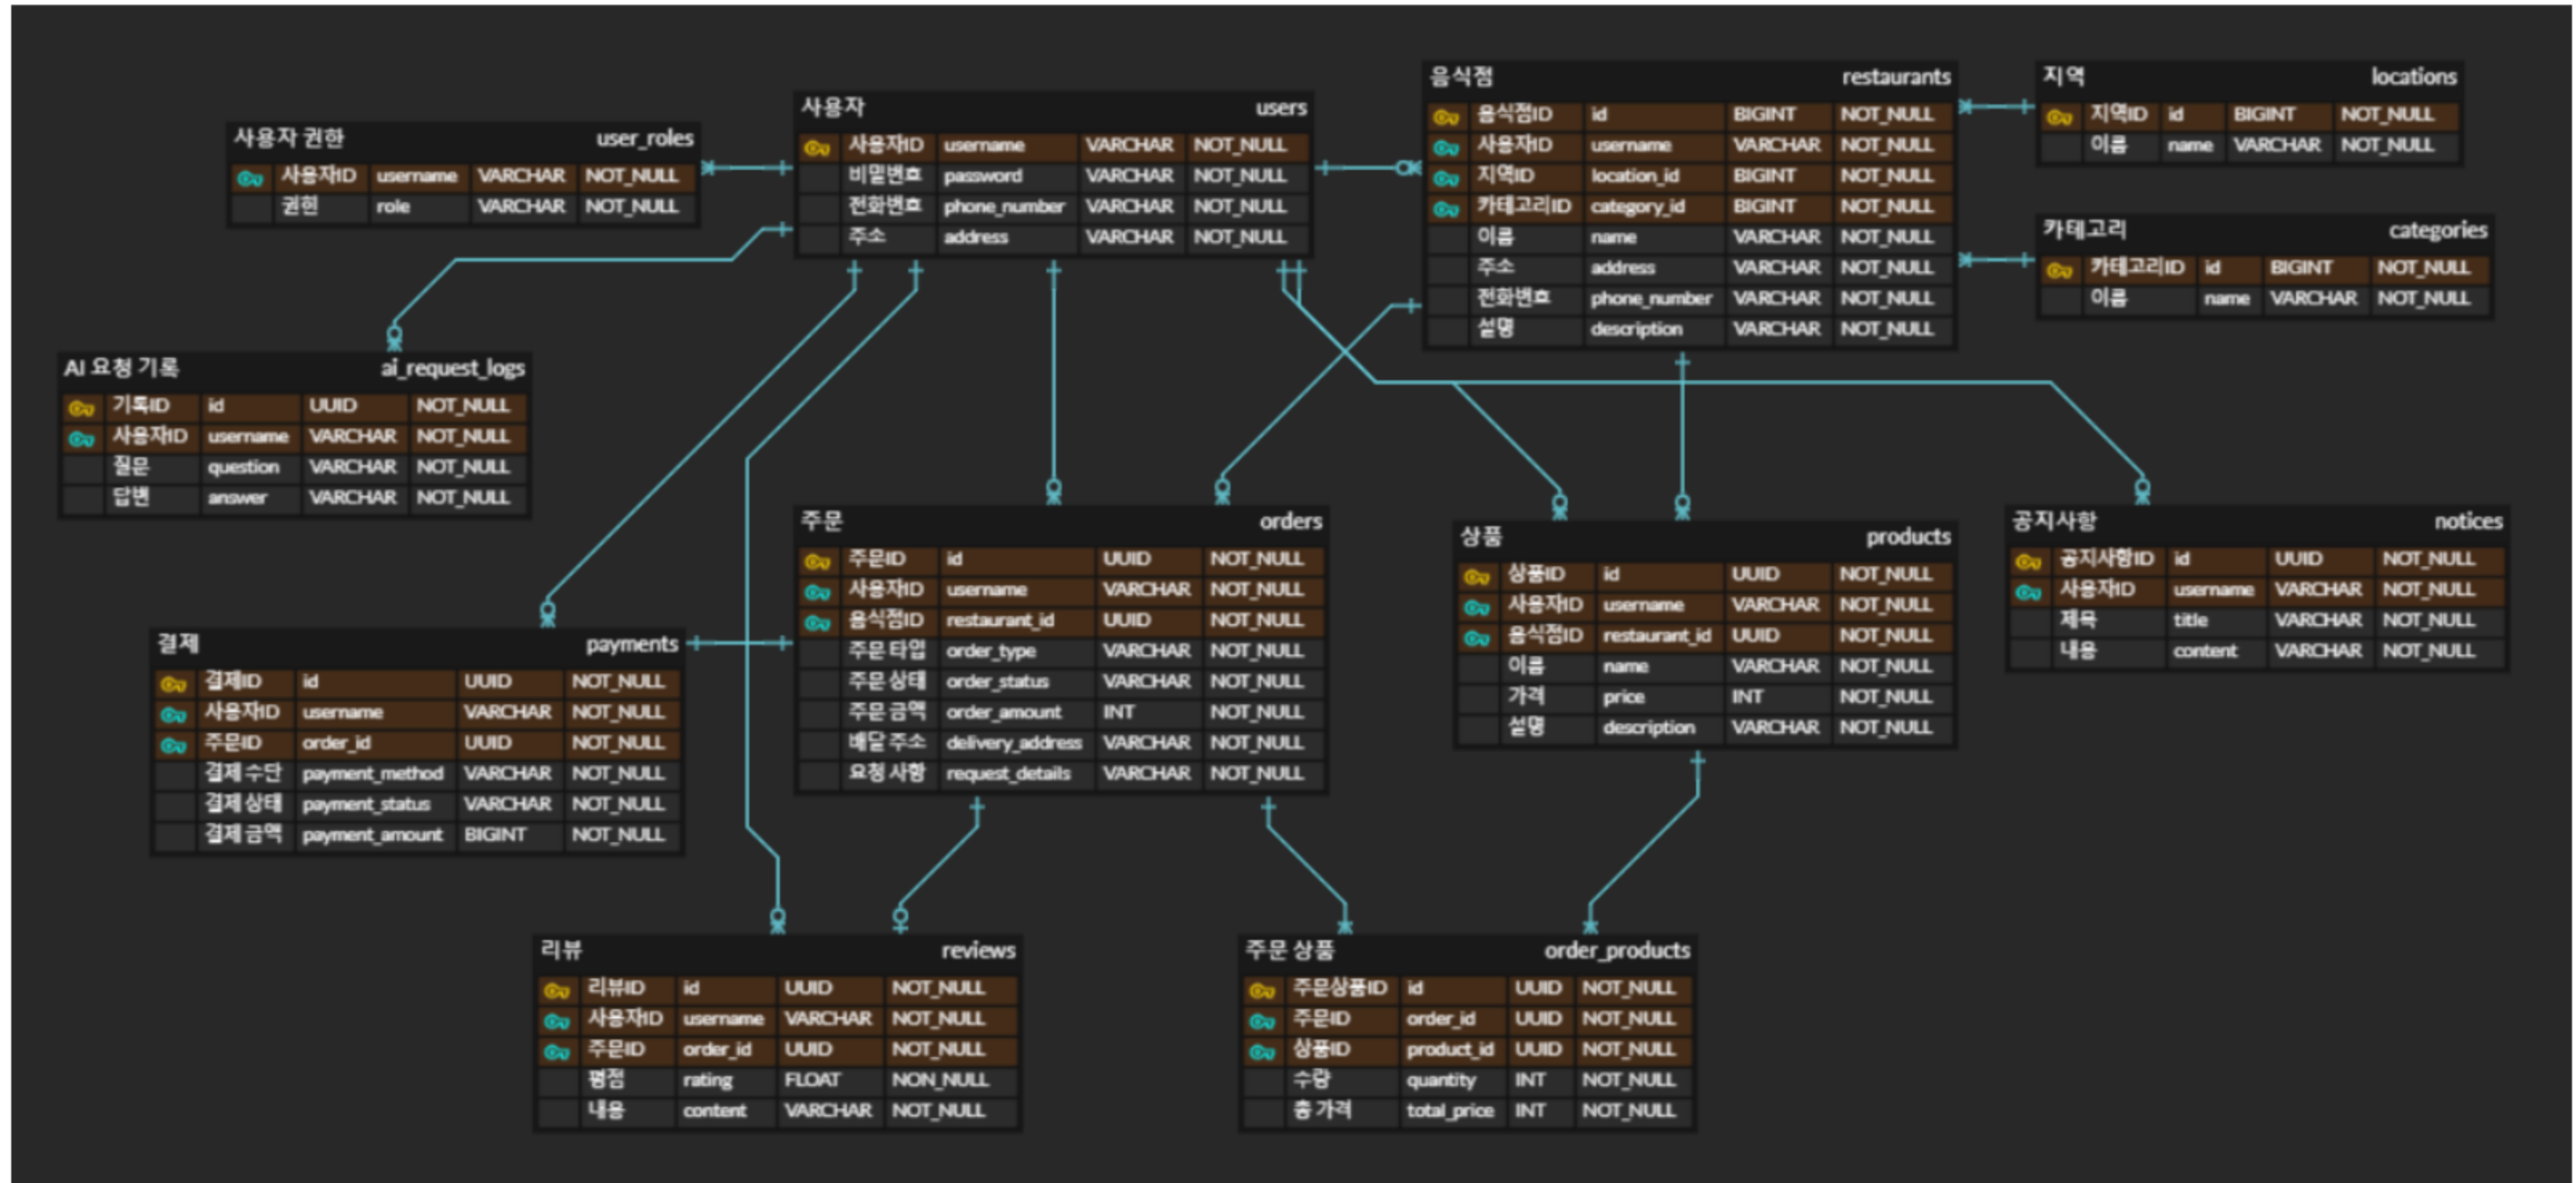 사용자 권한 user_roles
사용자ID username VARCHAR NOT_NULL
권한 role VARCHAR NOT_NULL
사용자 users
사용자ID username VARCHAR NOT_NULL
비밀번호 password VARCHAR NOT_NULL
전화번호 phone_number VARCHAR NOT_NULL
주소 address VARCHAR NOT_NULL
음식점 restaurants
음식점ID id BIGINT NOT_NULL
사용자ID username VARCHAR NOT_NULL
지역ID location_id BIGINT NOT_NULL
카테고리ID category_id BIGINT NOT_NULL
이름 name VARCHAR NOT_NULL
주소 address VARCHAR NOT_NULL
전화번호 phone_number VARCHAR NOT_NULL
설명 description VARCHAR NOT_NULL
지역 locations
지역ID id BIGINT NOT_NULL
이름 name VARCHAR NOT_NULL
카테고리 categories
카테고리ID id BIGINT NOT_NULL
이름 name VARCHAR NOT_NULL
AI 요청 기록 ai_request_logs
기록ID id UUID NOT_NULL
사용자ID username VARCHAR NOT_NULL
질문 question VARCHAR NOT_NULL
답변 answer VARCHAR NOT_NULL
주문 orders
주문ID id UUID NOT_NULL
사용자ID username VARCHAR NOT_NULL
음식점ID restaurant_id UUID NOT_NULL
주문 타입 order_type VARCHAR NOT_NULL
주문 상태 order_status VARCHAR NOT_NULL
주문 금액 order_amount INT NOT_NULL
배달 주소 delivery_address VARCHAR NOT_NULL
요청 사항 request_details VARCHAR NOT_NULL
상품 products
상품ID id UUID NOT_NULL
사용자ID username VARCHAR NOT_NULL
음식점ID restaurant_id UUID NOT_NULL
이름 name VARCHAR NOT_NULL
가격 price INT NOT_NULL
설명 description VARCHAR NOT_NULL
공지사항 notices
공지사항ID id UUID NOT_NULL
사용자ID username VARCHAR NOT_NULL
제목 title VARCHAR NOT_NULL
내용 content VARCHAR NOT_NULL
결제 payments
결제ID id UUID NOT_NULL
사용자ID username VARCHAR NOT_NULL
주문ID order_id UUID NOT_NULL
결제 수단 payment_method VARCHAR NOT_NULL
결제 상태 payment_status VARCHAR NOT_NULL
결제 금액 payment_amount BIGINT NOT_NULL
리뷰 reviews
리뷰ID id UUID NOT_NULL
사용자ID username VARCHAR NOT_NULL
주문ID order_id UUID NOT_NULL
평점 rating FLOAT NON_NULL
내용 content VARCHAR NOT_NULL
주문 상품 order_products
주문상품ID id UUID NOT_NULL
주문ID order_id UUID NOT_NULL
상품ID product_id UUID NOT_NULL
수량 quantity INT NOT_NULL
총 가격 total_price INT NOT_NULL